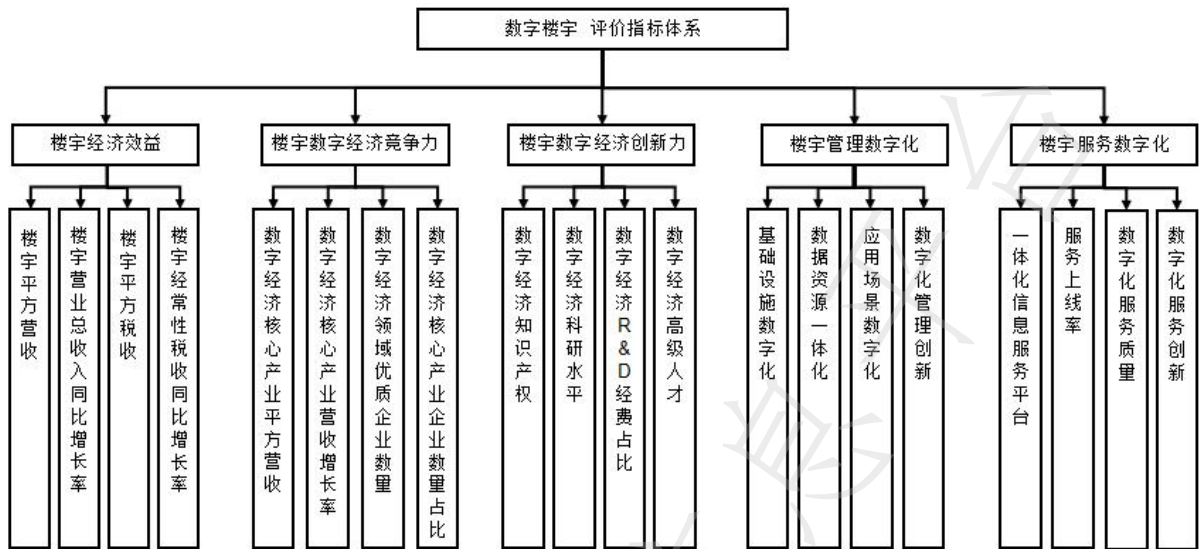 数字楼宇 评价指标体系
楼宇经济效益
楼宇数字经济竞争力
楼宇数字经济创新力
楼宇管理数字化
楼宇服务数字化
楼宇平方营收
楼宇营业总收入同比增长率
楼宇平方税收
楼宇经常性税收同比增长率
数字经济核心产业平方营收
数字经济核心产业营收增长率
数字经济领域优质企业数量
数字经济核心产业企业数量占比
数字经济知识产权
数字经济科研水平
数字经济R&D经费占比
数字经济高级人才
基础设施数字化
数据资源一体化
应用场景数字化
数字化管理创新
一体化信息服务平台
服务上线率
数字化服务质量
数字化服务创新